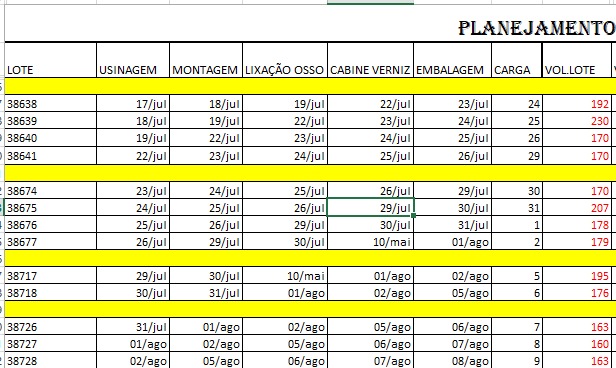 PLANEJAMENTO
LOTE USINAGEM MONTAGEM LIXAÇÃO OSSO CABINE VERNIZ EMBALAGEM CARGA VOL.LOTE
38638 17/jul 18/jul 19/jul 22/jul 23/jul 24 192
38639 18/jul 19/jul 22/jul 23/jul 24/jul 25 230
38640 19/jul 22/jul 23/jul 24/jul 25/jul 26 170
38641 22/jul 23/jul 24/jul 25/jul 26/jul 29 170
38674 23/jul 24/jul 25/jul 26/jul 29/jul 30 170
38675 24/jul 25/jul 26/jul 29/jul 30/jul 31 207
38676 25/jul 26/jul 29/jul 30/jul 31/jul 1 178
38677 26/jul 29/jul 30/jul 10/mai 01/ago 2 179
38717 29/jul 30/jul 10/mai 01/ago 02/ago 5 195
38718 30/jul 31/jul 01/ago 02/ago 05/ago 6 176
38726 31/jul 01/ago 02/ago 05/ago 06/ago 7 163
38727 01/ago 02/ago 05/ago 06/ago 07/ago 8 160
38728 02/ago 05/ago 06/ago 07/ago 08/ago 9 163